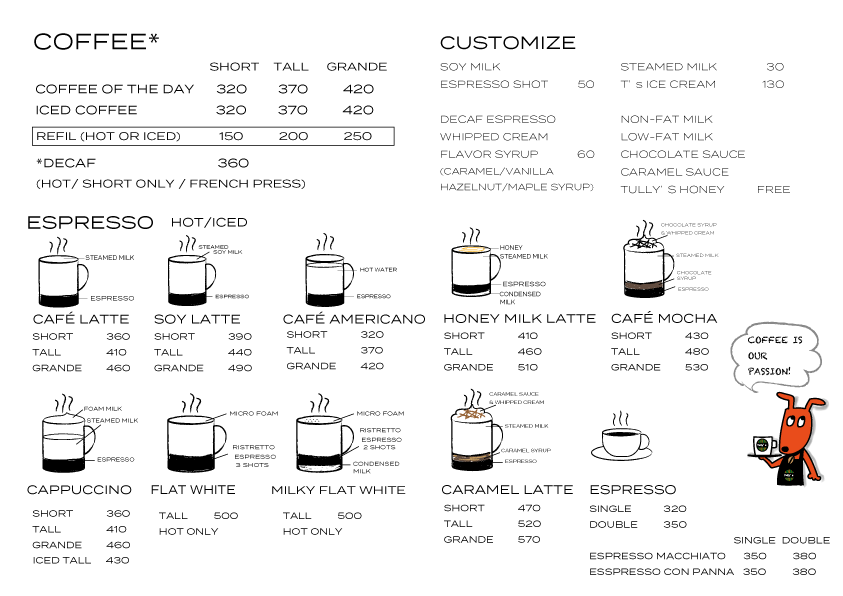 COFFEE*
SHORT TALL GRANDE
COFFEE OF THE DAY 320 370 420
ICED COFFEE 320 370 420
REFIL (HOT OR ICED) 150 200 250
*DECAF 360
(HOT/ SHORT ONLY / FRENCH PRESS)
CUSTOMIZE
SOY MILK
ESPRESSO SHOT 50
DECAF ESPRESSO
WHIPPED CREAM
FLAVOR SYRUP 60
(CARAMEL/VANILLA
HAZELNUT/MAPLE SYRUP)
STEAMED MILK 30
T' s ICE CREAM 130
NON-FAT MILK
LOW-FAT MILK
CHOCOLATE SAUCE
CARAMEL SAUCE
TULLY' S HONEY FREE
ESPRESSO HOT/ICED
STEAMED MILK
ESPRESSO
CAFÉ LATTE
SHORT 360
TALL 410
GRANDE 460
STEAMED
SOY MILK
ESPRESSO
SOY LATTE
SHORT 390
TALL 440
GRANDE 490
HOT WATER
ESPRESSO
CAFÉ AMERICANO
SHORT 320
TALL 370
GRANDE 420
HONEY
STEAMED MILK
ESPRESSO
CONDENSED
MILK
HONEY MILK LATTE
SHORT 410
TALL 460
GRANDE 510
CHOCOLATE SYRUP
& WHIPPED CREAM
STEAMED MILK
CHOCOLATE
SYRUP
ESPRESSO
CAFÉ MOCHA
SHORT 430
TALL 480
GRANDE 530
COFFEE IS
OUR
PASSION!
FOAM MILK
STEAMED MILK
ESPRESSO
CAPPUCCINO
SHORT 360
TALL 410
GRANDE 460
ICED TALL 430
MICRO FOAM
RISTRETTO
ESPRESSO
3 SHOTS
FLAT WHITE
TALL 500
HOT ONLY
MICRO FOAM
RISTRETTO
ESPRESSO
2 SHOTS
CONDENSED
MILK
MILKY FLAT WHITE
TALL 500
HOT ONLY
CARAMEL SAUCE
& WHIPPED CREAM
STEAMED MILK
CARAMEL SYRUP
ESPRESSO
CARAMEL LATTE
SHORT 470
TALL 520
GRANDE 570
ESPRESSO
SINGLE 320
DOUBLE 350
SINGLE DOUBLE
ESPRESSO MACCHIATO 350 380
ESSPRESSO CON PANNA 350 380